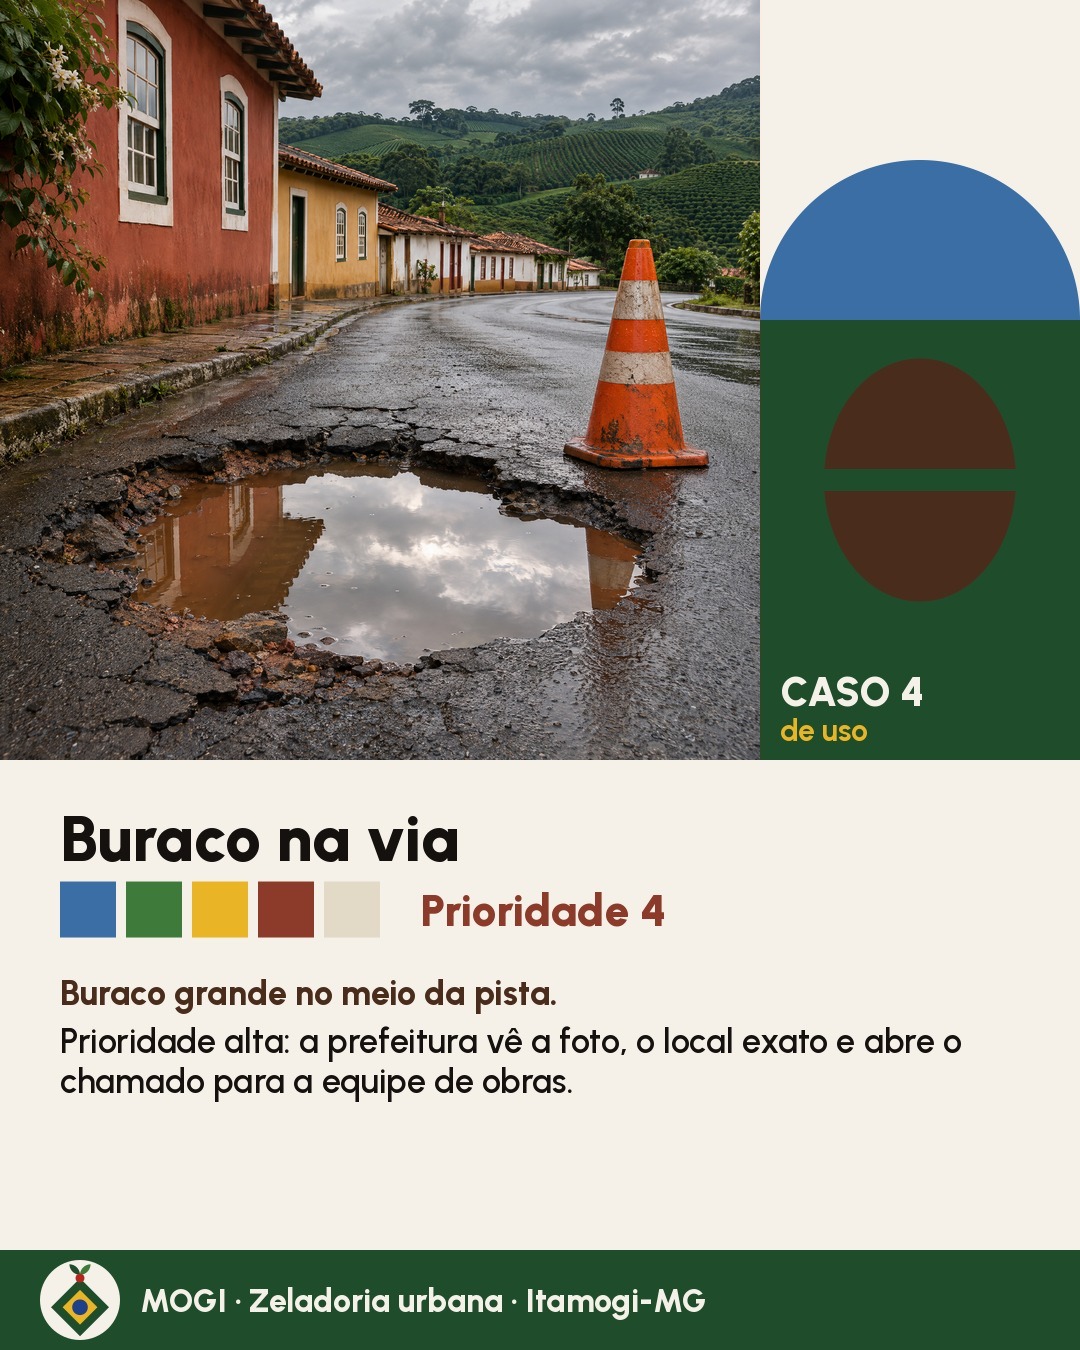 CASO 4
de uso
Buraco na via
Prioridade 4
Buraco grande no meio da pista.
Prioridade alta: a prefeitura vê a foto, o local exato e abre o
chamado para a equipe de obras.
MOGI · Zeladoria urbana · Itamogi-MG